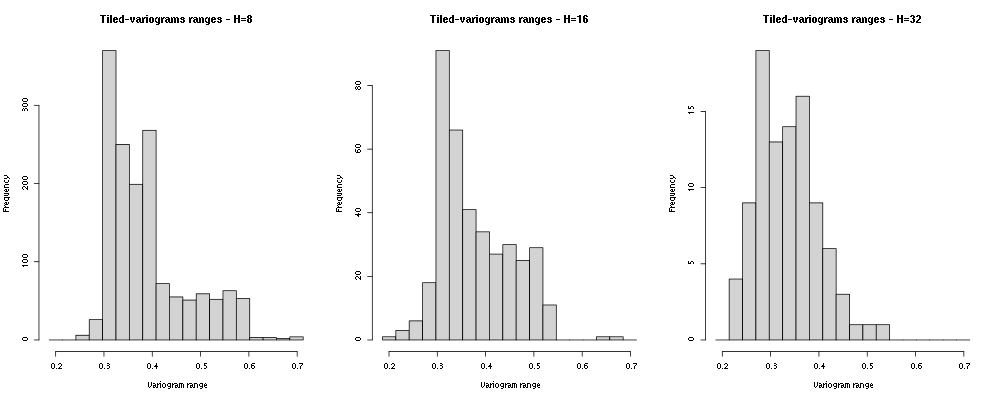 Tiled-variograms ranges - H=8
Frequency
300
200
100
0
0.2 0.3 0.4 0.5 0.6 0.7
Variogram range
Tiled-variograms ranges - H=16
Frequency
80
60
40
20
0
0.2 0.3 0.4 0.5 0.6 0.7
Variogram range
Tiled-variograms ranges - H=32
Frequency
15
10
5
0
0.2 0.3 0.4 0.5 0.6 0.7
Variogram range